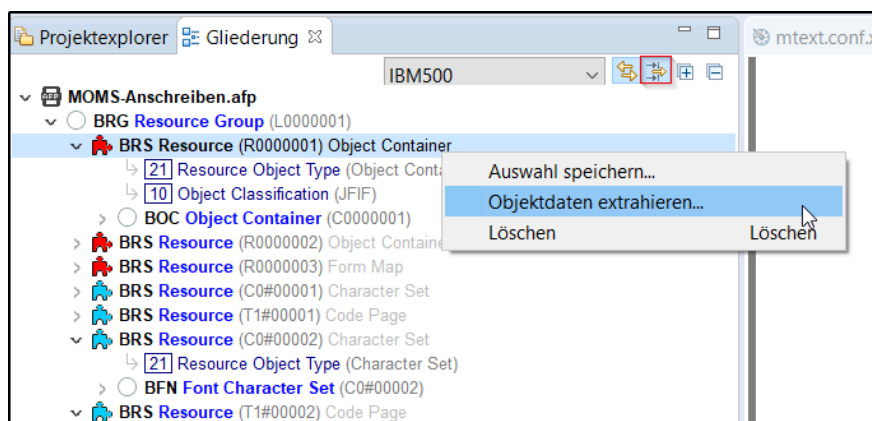 Projektexplorer Gliederung mtext.conf.x
IBM500
MOMS-Anschreiben.afp
BRG Resource Group (L0000001)
BRS Resource (R0000001) Object Container
21 Resource Object Type (Object Conta
10 Object Classification (JFIF)
BOC Object Container (C0000001)
BRS Resource (R0000002) Object Containe
BRS Resource (R0000003) Form Map
BRS Resource (C0#00001) Character Set
BRS Resource (T1#00001) Code Page
BRS Resource (C0#00002) Character Set
21 Resource Object Type (Character Set)
BFN Font Character Set (C0#00002)
BRS Resource (T1#00002) Code Page
Auswahl speichern...
Objektdaten extrahieren...
Löschen Löschen